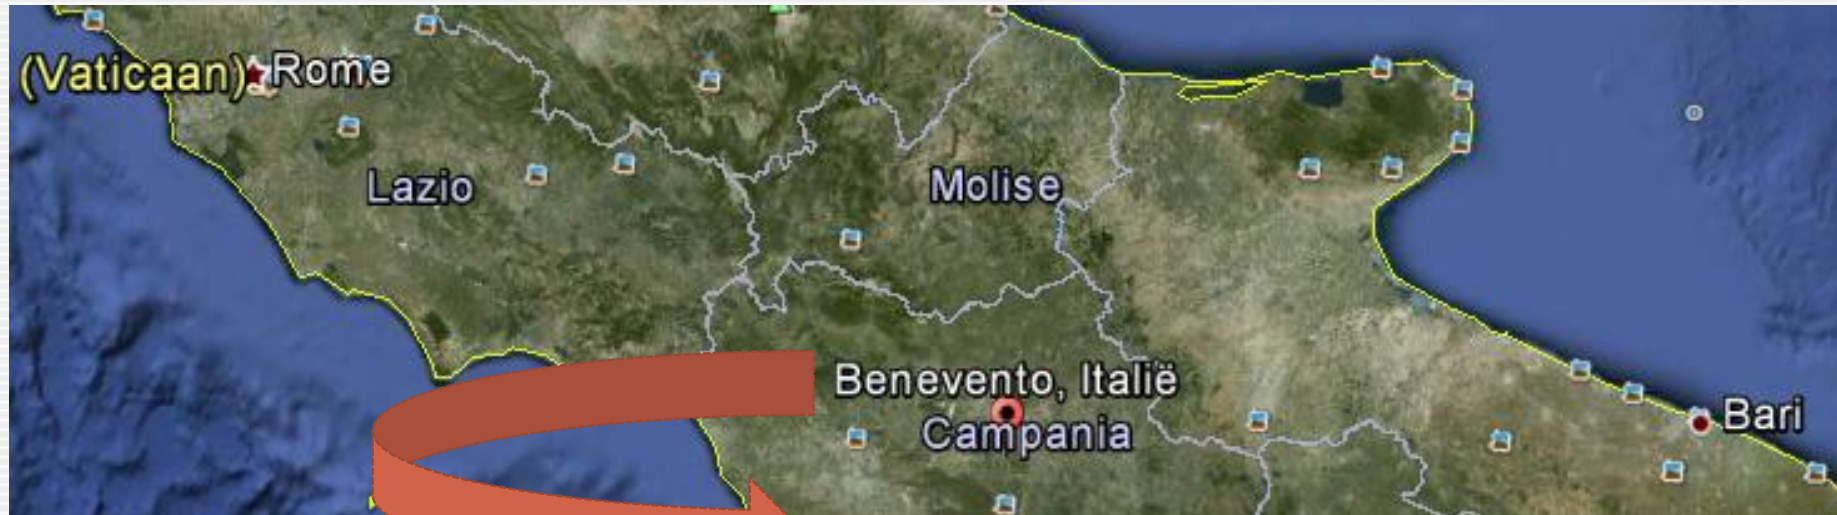 (Vaticaan) Rome
Lazio
Molise
Benevento, Italië
Campania
Bari